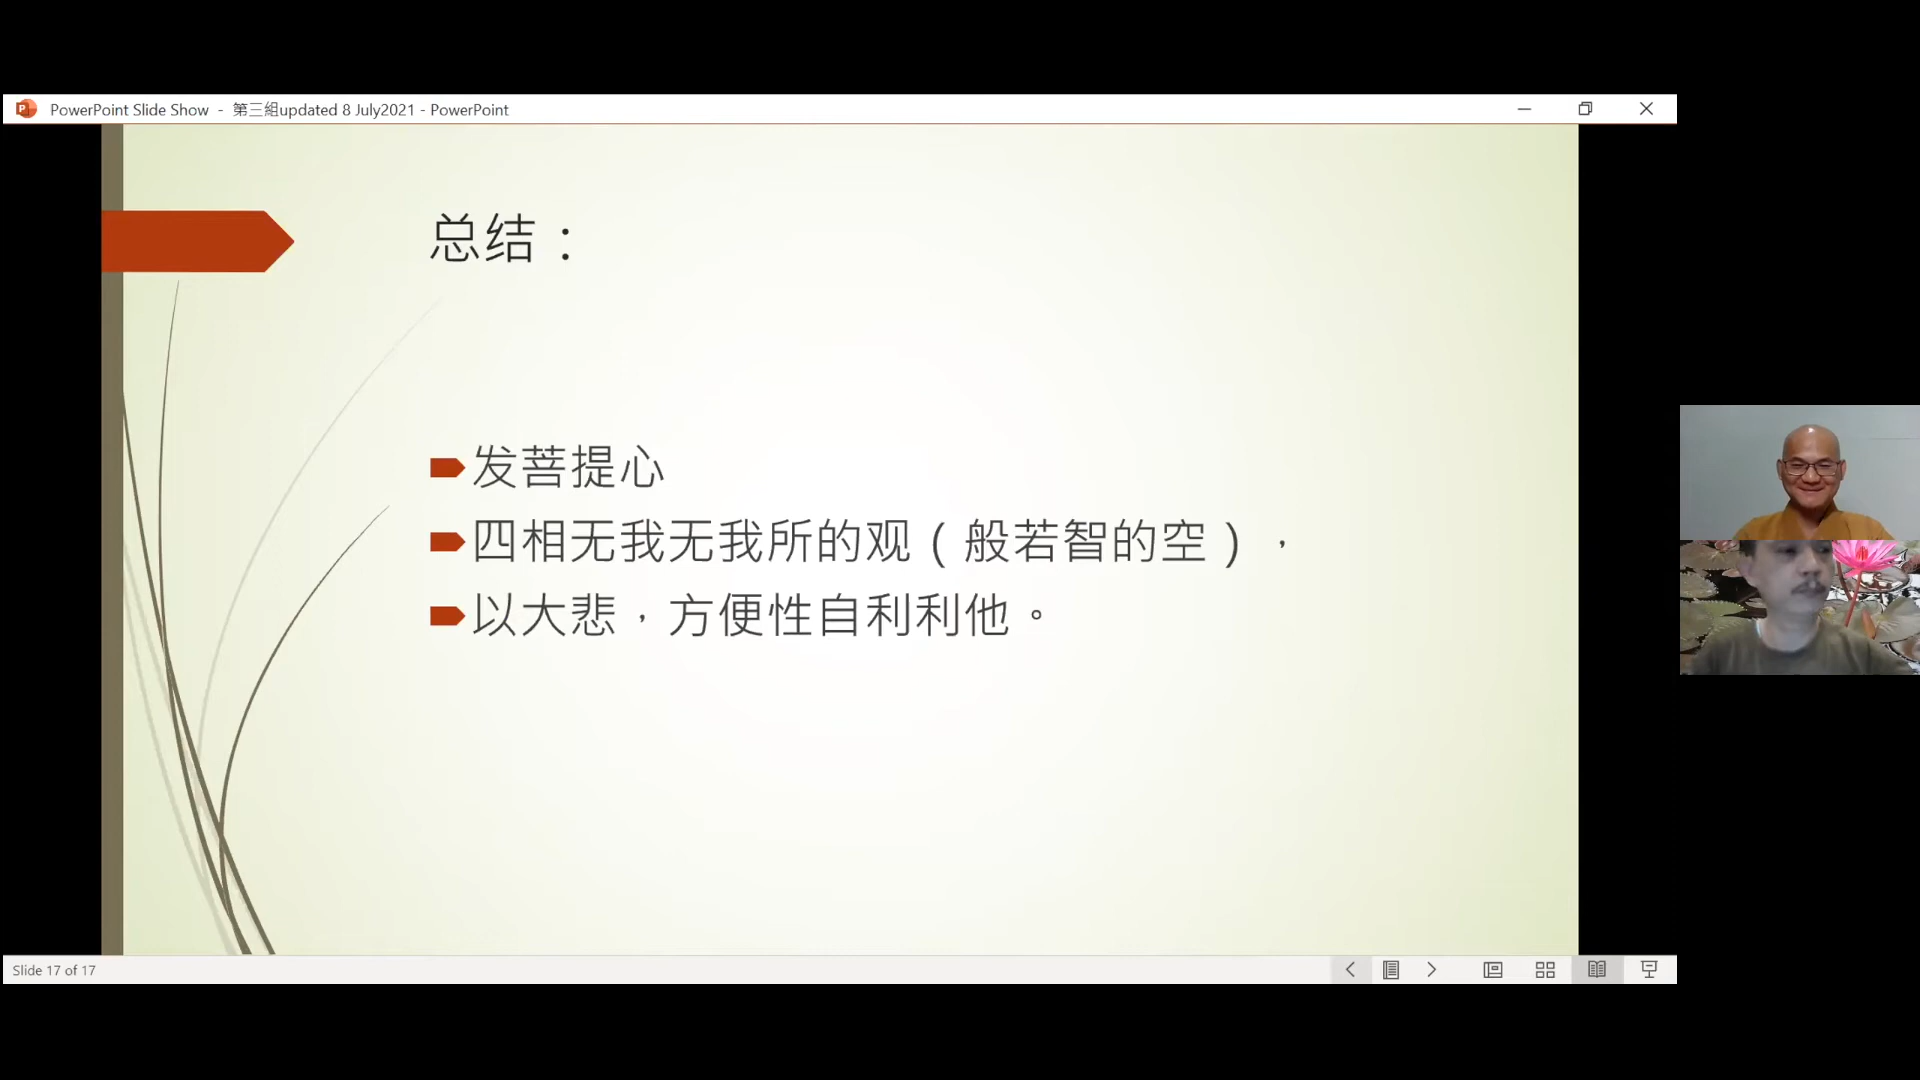 PowerPoint Slide Show - 第三組updated 8 July2021 - PowerPoint
总结：
发菩提心
四相无我无我所的观（般若智的空），
以大悲，方便性自利利他。
Slide 17 of 17